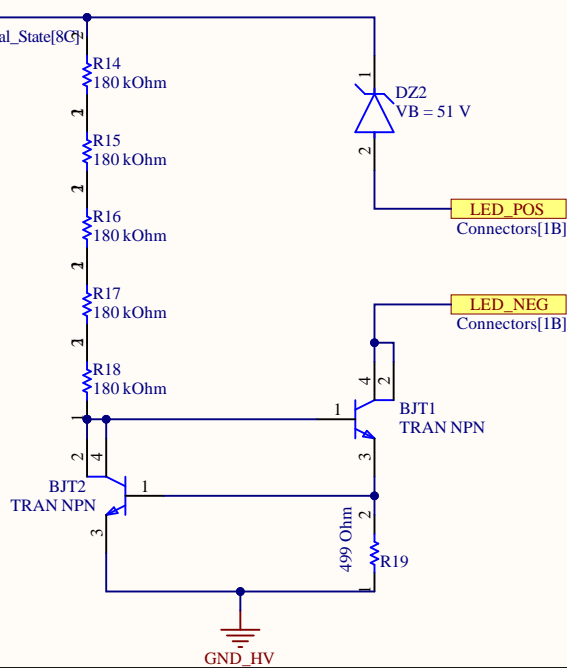 al_State[8C]
2
R14
180 kOhm
1
2
R15
180 kOhm
1
2
R16
180 kOhm
1
2
R17
180 kOhm
1
2
R18
180 kOhm
1
1
DZ2
VB = 51 V
2
LED_POS
Connectors[1B]
LED_NEG
Connectors[1B]
4
2
1
BJT1
TRAN NPN
3
2
4
BJT2
TRAN NPN
1
3
2
499 Ohm
R19
1
GND_HV